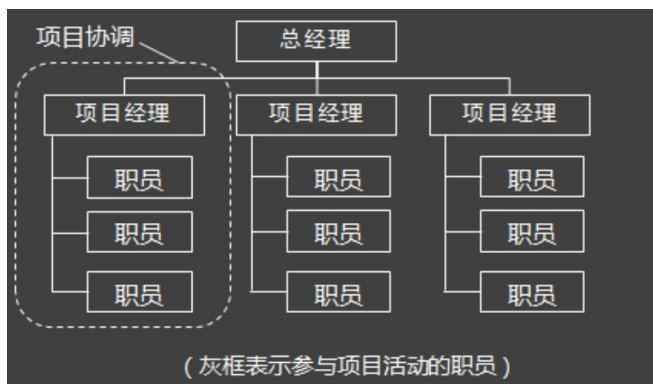 项目协调
总经理
项目经理 项目经理 项目经理
职员 职员 职员
职员 职员 职员
职员 职员 职员
（灰框表示参与项目活动的职员）